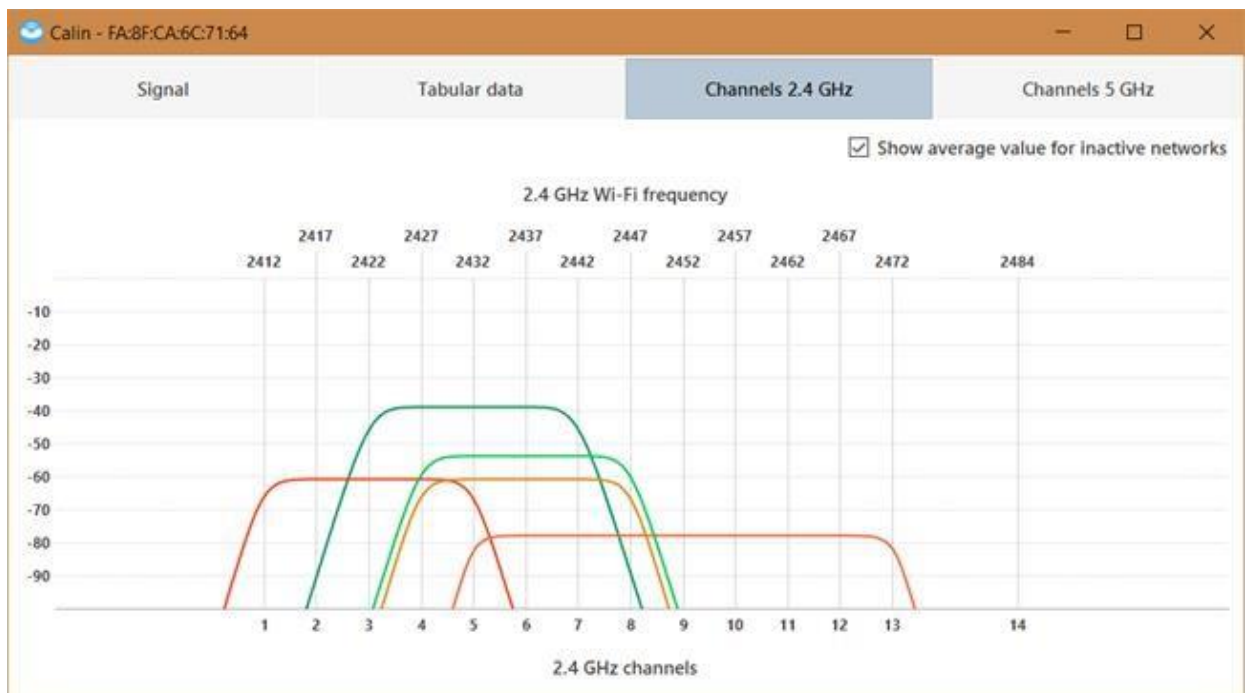 Calin - FA:8F:CA:6C:71:64
Signal Tabular data Channels 2.4 GHz Channels 5 GHz
Show average value for inactive networks
2.4 GHz Wi-Fi frequency
2417 2427 2437 2447 2457 2467
2412 2422 2432 2442 2452 2462 2472 2484
-10
-20
-30
-40
-50
-60
-70
-80
-90
1 2 3 4 5 6 7 8 9 10 11 12 13 14
2.4 GHz channels